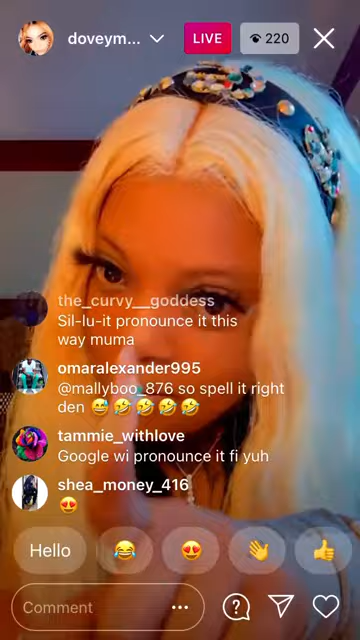 doveym...
LIVE
220
the_curvy__goddess
Sil-lu-it pronounce it this
way muma
omaralexander995
@mallyboo_876 so spell it right
den 😅🤣🤣🤣🤣
tammie_withlove
Google wi pronounce it fi yuh
shea_money_416
😍
Hello 😂 😍 👋 👍
Comment